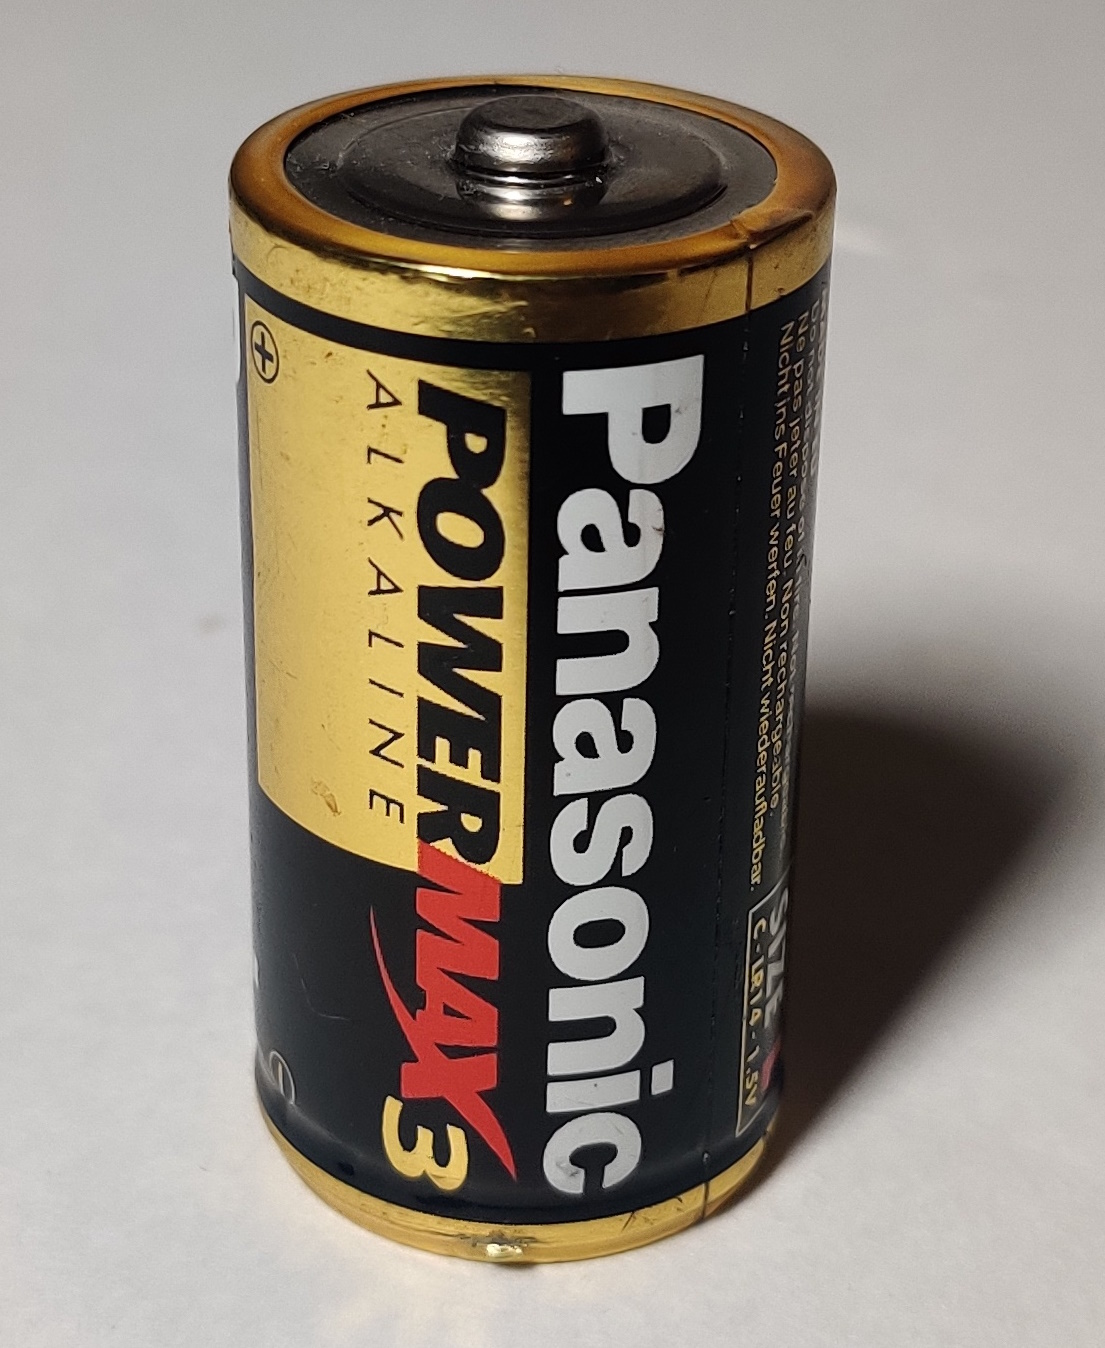 Panasonic
POWERMAX3
ALKALINE
+
Ne pas jeter au feu. Non rechargeable.
Nicht ins Feuer werfen. Nicht wiederaufladbar.
SIZE
C · LR14 · 1.5V